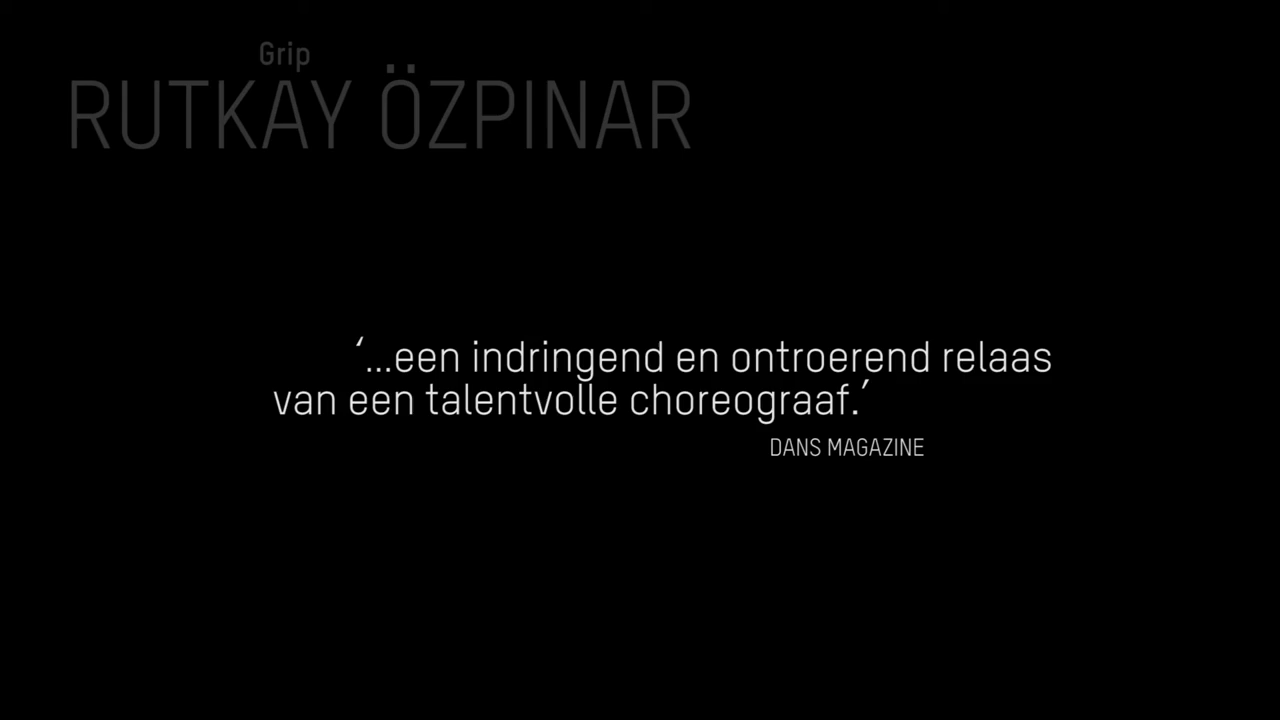 Grip
RUTKAY ÖZPINAR
‘...een indringend en ontroerend relaas
van een talentvolle choreograaf.’
DANS MAGAZINE